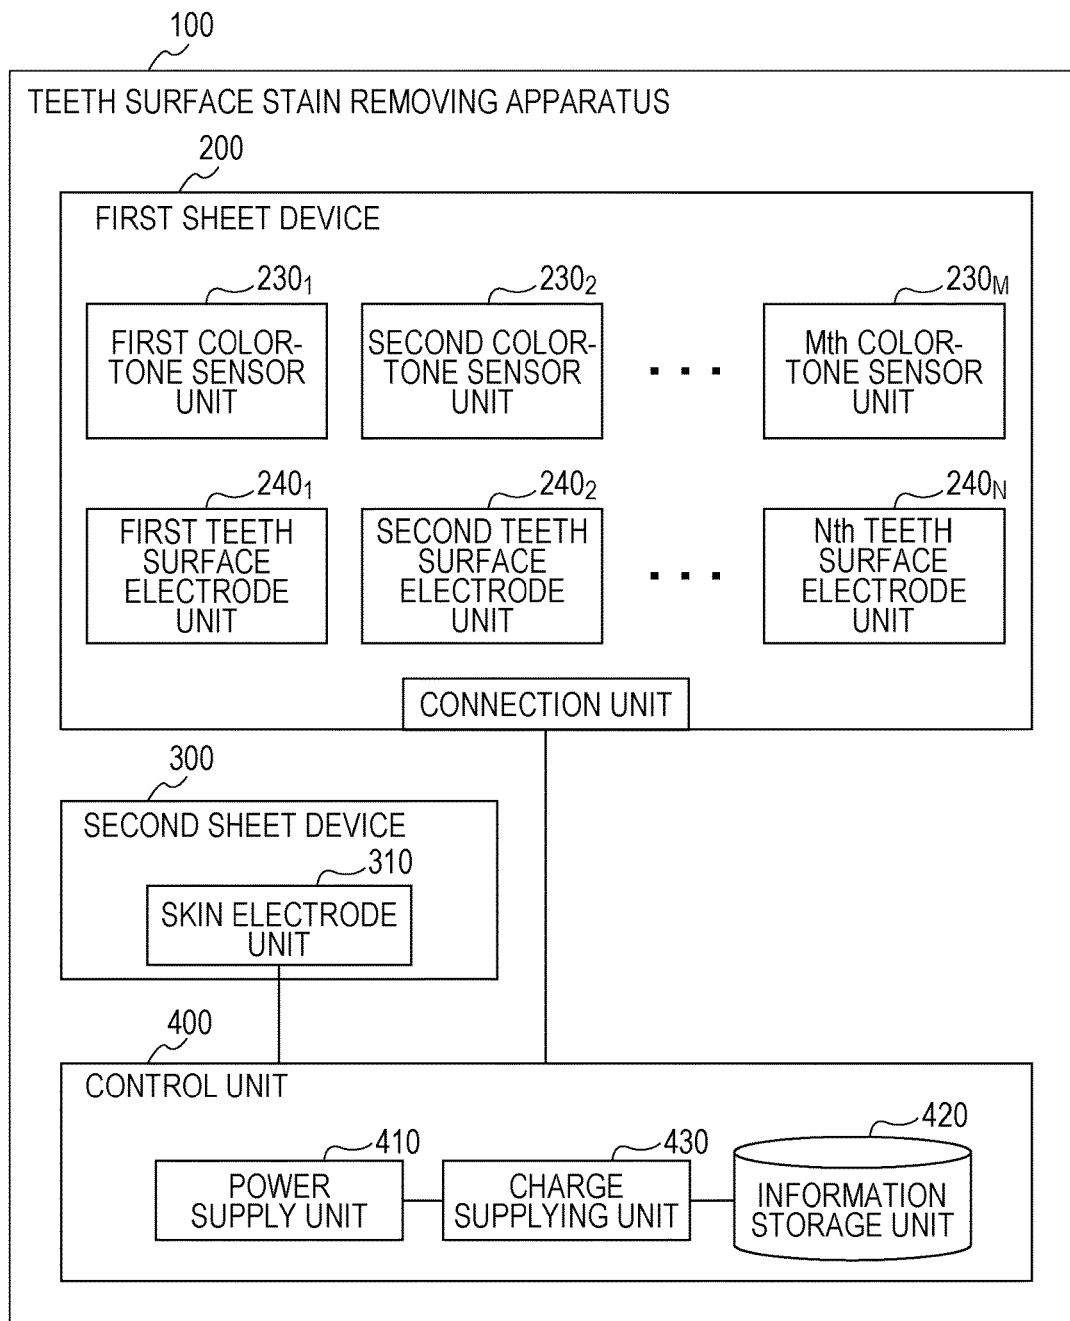 100
TEETH SURFACE STAIN REMOVING APPARATUS
200
FIRST SHEET DEVICE
230₁
FIRST COLOR-
TONE SENSOR
UNIT
230₂
SECOND COLOR-
TONE SENSOR
UNIT
. . .
230M
Mth COLOR-
TONE SENSOR
UNIT
240₁
FIRST TEETH
SURFACE
ELECTRODE
UNIT
240₂
SECOND TEETH
SURFACE
ELECTRODE
UNIT
. . .
240N
Nth TEETH
SURFACE
ELECTRODE
UNIT
CONNECTION UNIT
300
SECOND SHEET DEVICE
310
SKIN ELECTRODE
UNIT
400
CONTROL UNIT
410
POWER
SUPPLY UNIT
430
CHARGE
SUPPLYING UNIT
420
INFORMATION
STORAGE UNIT